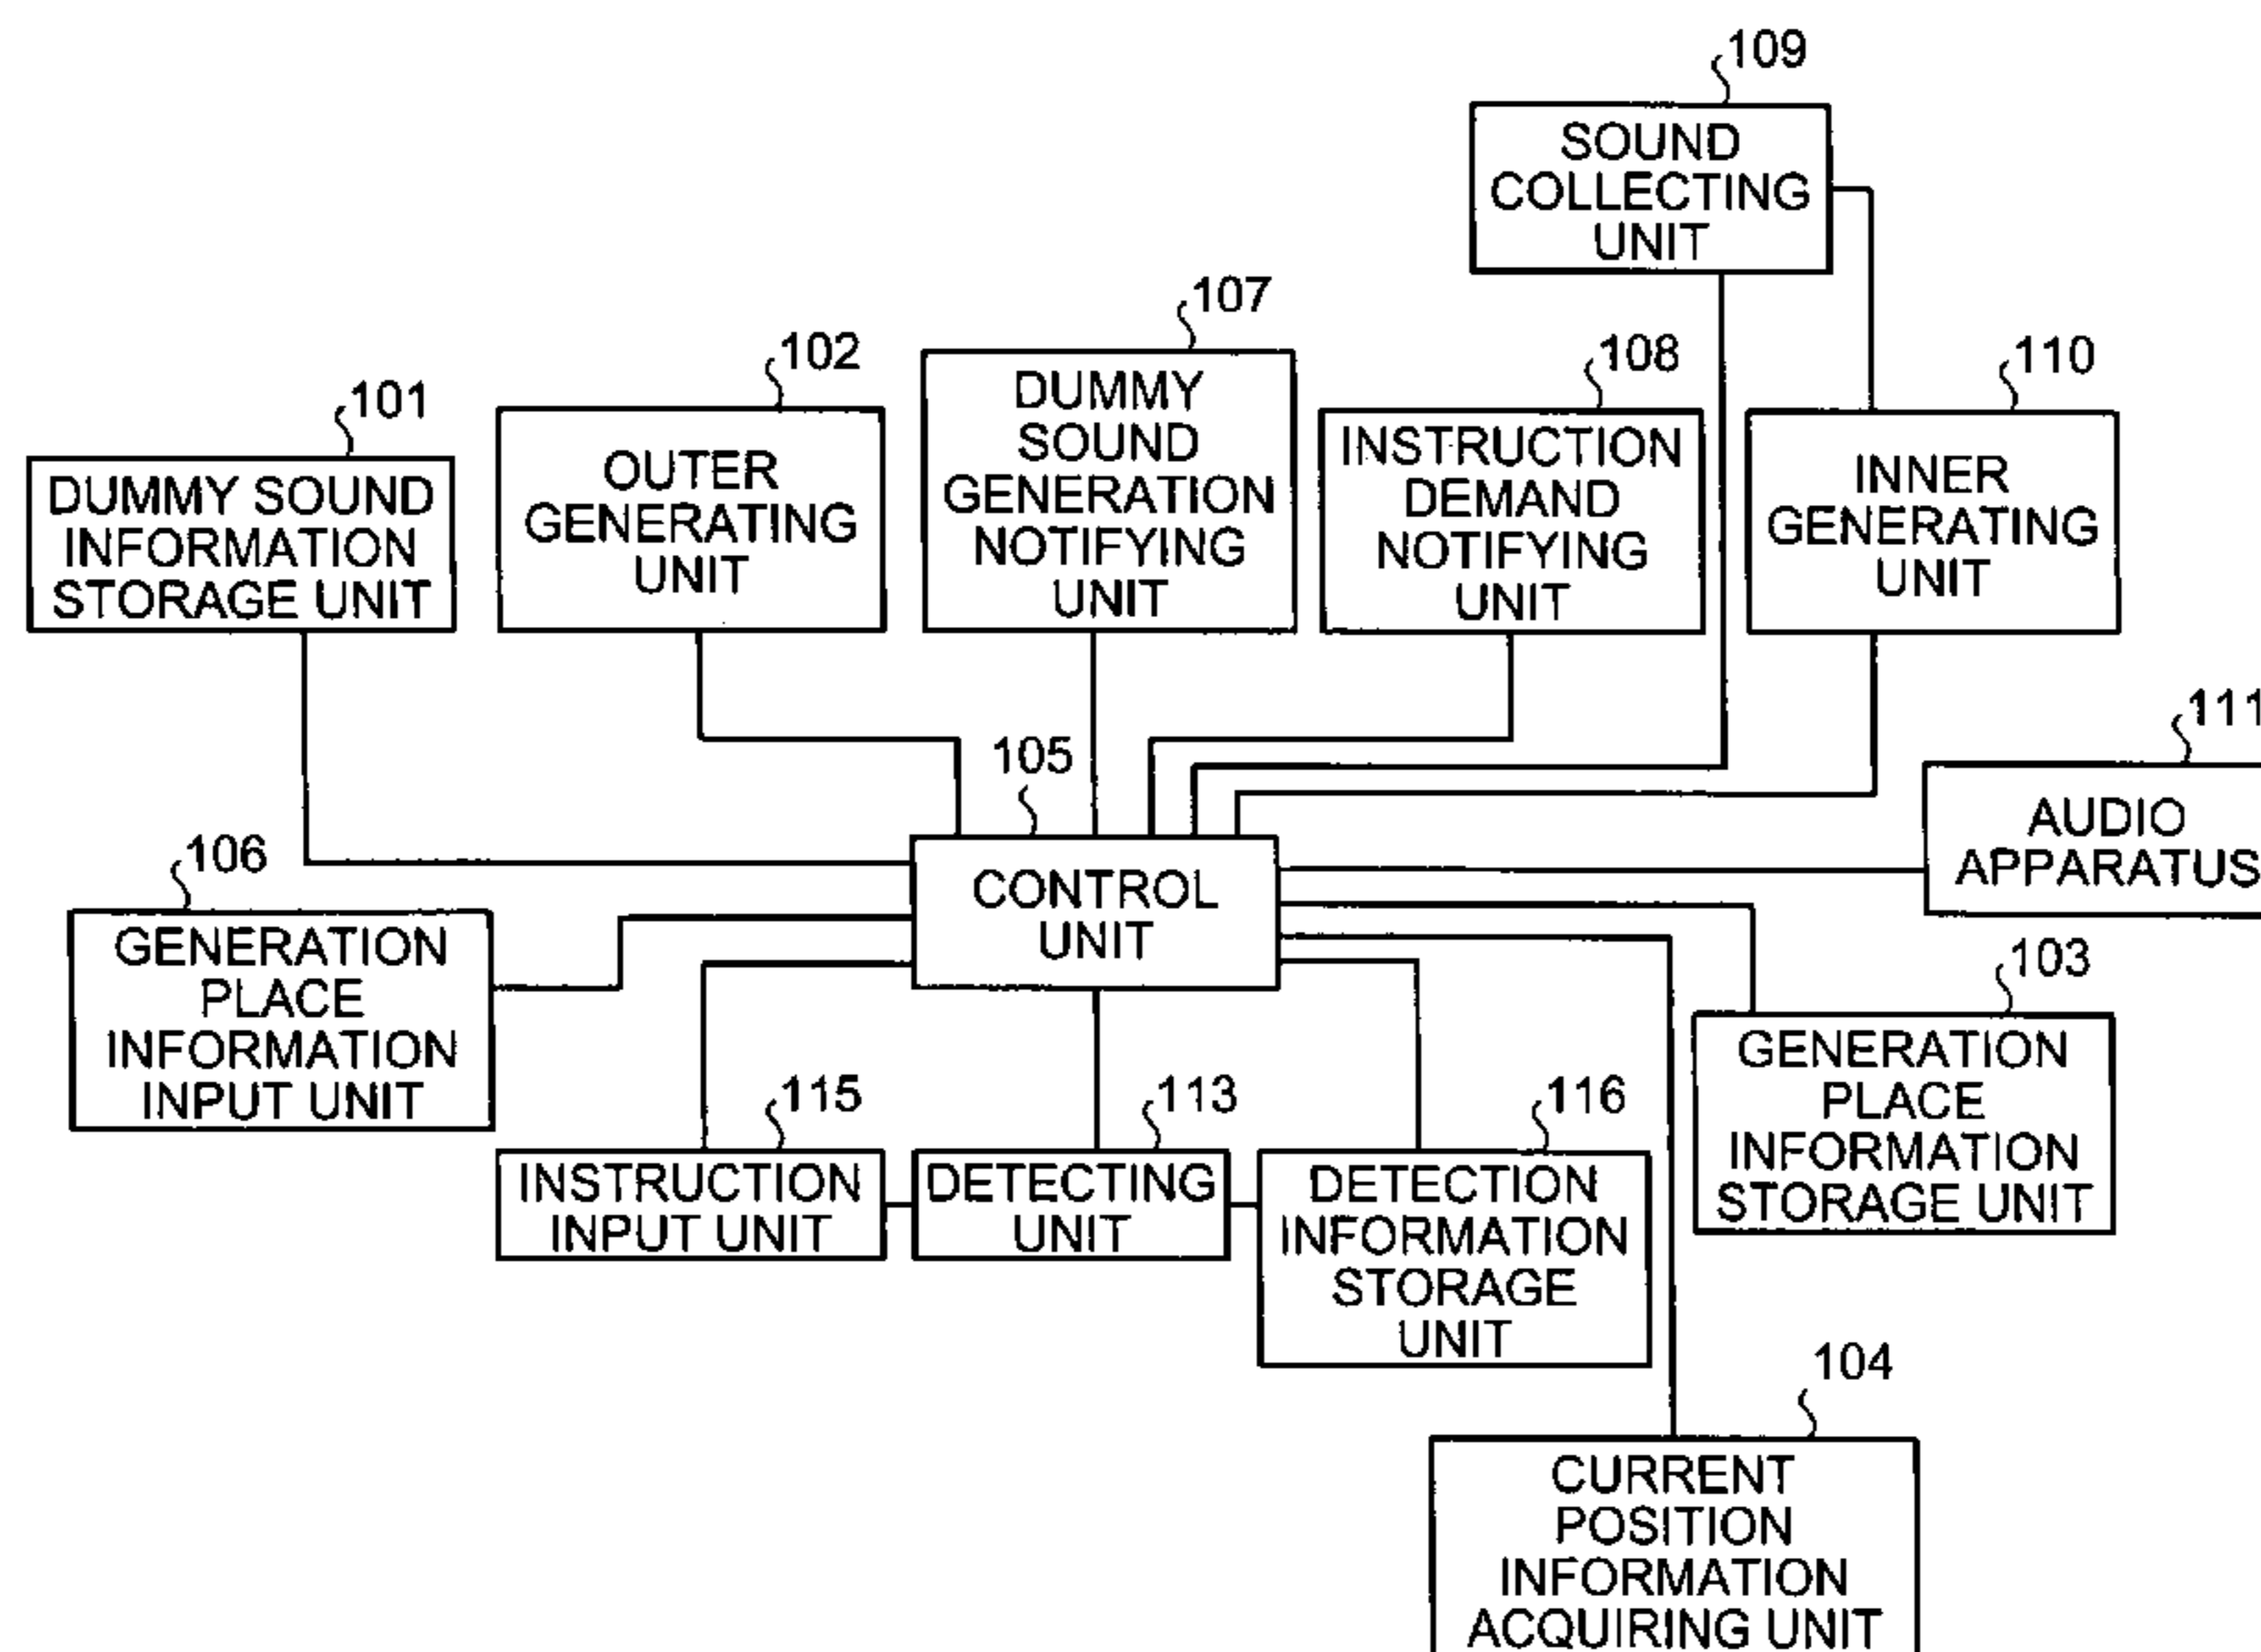 109
SOUND
COLLECTING
UNIT
107
DUMMY
SOUND
GENERATION
NOTIFYING
UNIT
102
OUTER
GENERATING
UNIT
108
INSTRUCTION
DEMAND
NOTIFYING
UNIT
110
INNER
GENERATING
UNIT
101
DUMMY SOUND
INFORMATION
STORAGE UNIT
111
AUDIO
APPARATUS
105
CONTROL
UNIT
106
GENERATION
PLACE
INFORMATION
INPUT UNIT
103
GENERATION
PLACE
INFORMATION
STORAGE UNIT
115
INSTRUCTION
INPUT UNIT
113
DETECTING
UNIT
116
DETECTION
INFORMATION
STORAGE
UNIT
104
CURRENT
POSITION
INFORMATION
ACQUIRING UNIT